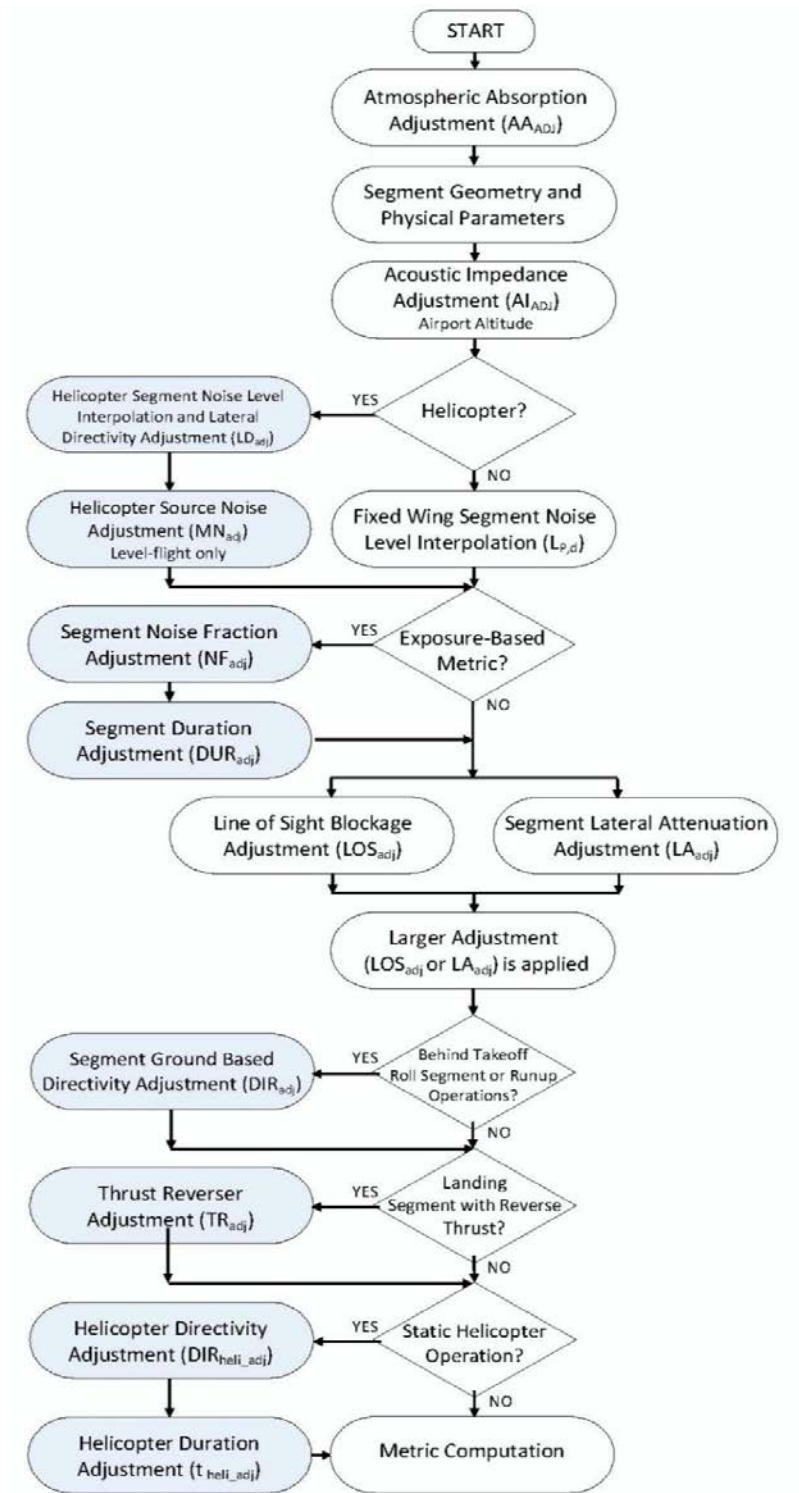 START
Atmospheric Absorption
Adjustment (AA_ADJ)
Segment Geometry and
Physical Parameters
Acoustic Impedance
Adjustment (AI_ADJ)
Airport Altitude
Helicopter?
YES
NO
Helicopter Segment Noise Level
Interpolation and Lateral
Directivity Adjustment (LD_adj)
Helicopter Source Noise
Adjustment (MN_adj)
Level-flight only
Fixed Wing Segment Noise
Level Interpolation (L_P,d)
Exposure-Based
Metric?
YES
NO
Segment Noise Fraction
Adjustment (NF_adj)
Segment Duration
Adjustment (DUR_adj)
Line of Sight Blockage
Adjustment (LOS_adj)
Segment Lateral Attenuation
Adjustment (LA_adj)
Larger Adjustment
(LOS_adj or LA_adj) is applied
Behind Takeoff
Roll Segment or Runup
Operations?
YES
NO
Segment Ground Based
Directivity Adjustment (DIR_adj)
Landing
Segment with Reverse
Thrust?
YES
NO
Thrust Reverser
Adjustment (TR_adj)
Static Helicopter
Operation?
YES
NO
Helicopter Directivity
Adjustment (DIR_heli_adj)
Helicopter Duration
Adjustment (t_heli_adj)
Metric Computation